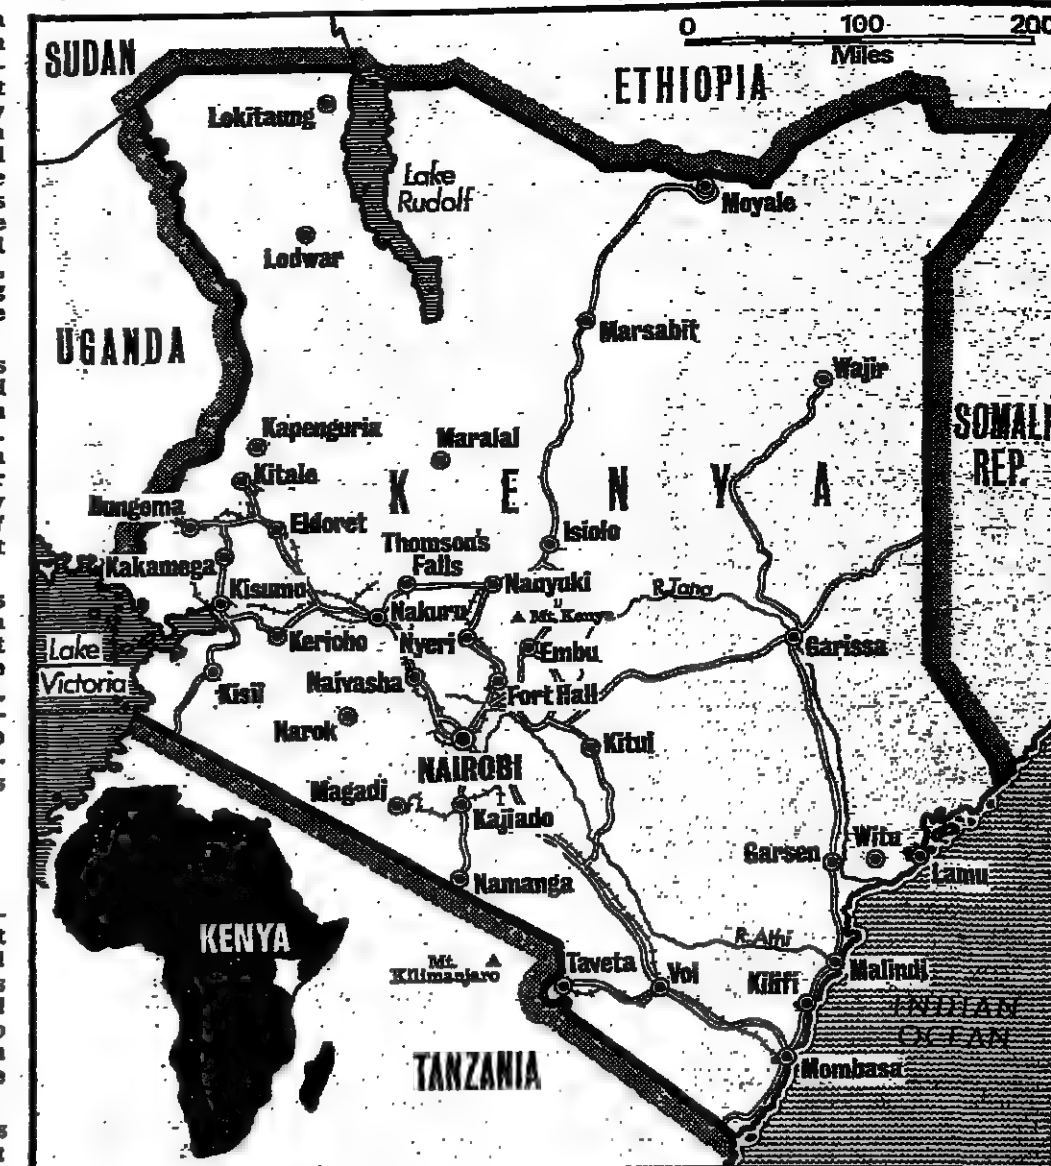 0 100 200
Miles
SUDAN
ETHIOPIA
Lokitaung
Lake
Rudolf
Moyale
Lodwar
Marsabit
UGANDA
Wajir
SOMALI
REP.
Kapenguria
Maralal
Kitale
KENYA
Bungoma
Eldoret
Isiolo
Thomson's
Falls
Kakamega
Kisumu
Nanyuki
R. Tana
Nakuru
Mt. Kenya
Kericho
Nyeri
Embu
Garissa
Lake
Victoria
Kisii
Naivasha
Fort Hall
Narok
Kitui
NAIROBI
Magadi
Kajiado
Garsen
Witu
Lamu
Namanga
KENYA
R. Athi
Mt.
Kilimanjaro
Taveta
Voi
Kilifi
Malindi
INDIAN
OCEAN
TANZANIA
Mombasa